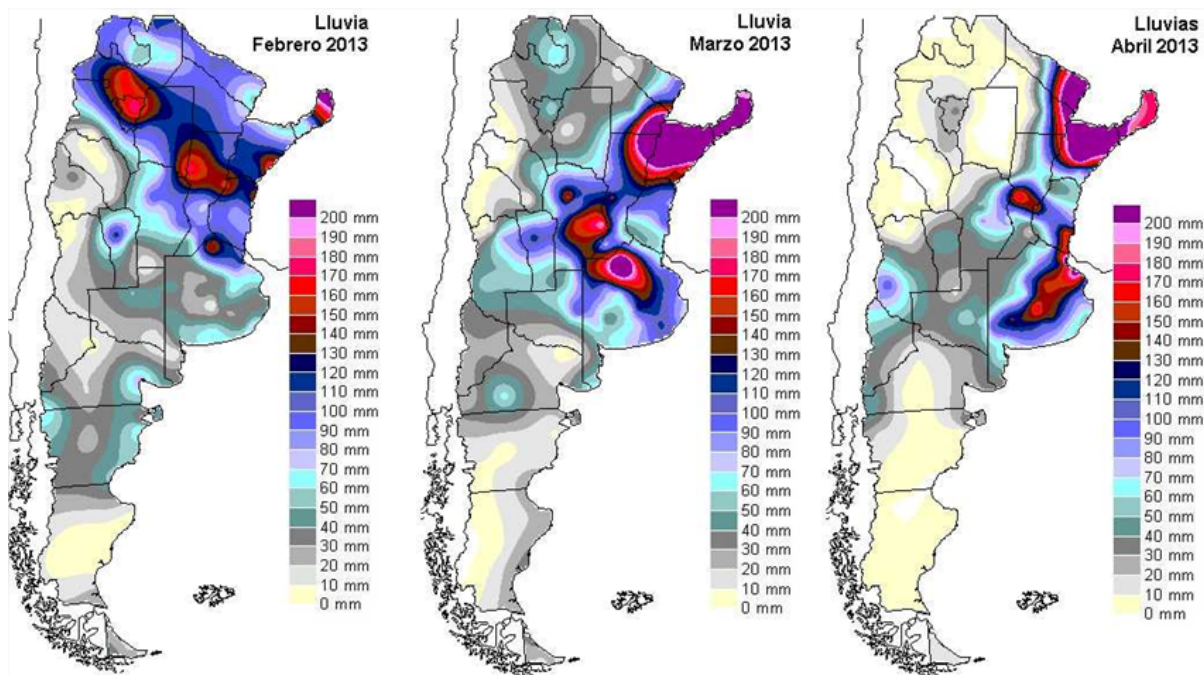 Lluvia
Febrero 2013
200 mm
190 mm
180 mm
170 mm
160 mm
150 mm
140 mm
130 mm
120 mm
110 mm
100 mm
90 mm
80 mm
70 mm
60 mm
50 mm
40 mm
30 mm
20 mm
10 mm
0 mm
Lluvia
Marzo 2013
200 mm
190 mm
180 mm
170 mm
160 mm
150 mm
140 mm
130 mm
120 mm
110 mm
100 mm
90 mm
80 mm
70 mm
60 mm
50 mm
40 mm
30 mm
20 mm
10 mm
0 mm
Lluvias
Abril 2013
200 mm
190 mm
180 mm
170 mm
160 mm
150 mm
140 mm
130 mm
120 mm
110 mm
100 mm
90 mm
80 mm
70 mm
60 mm
50 mm
40 mm
30 mm
20 mm
10 mm
0 mm